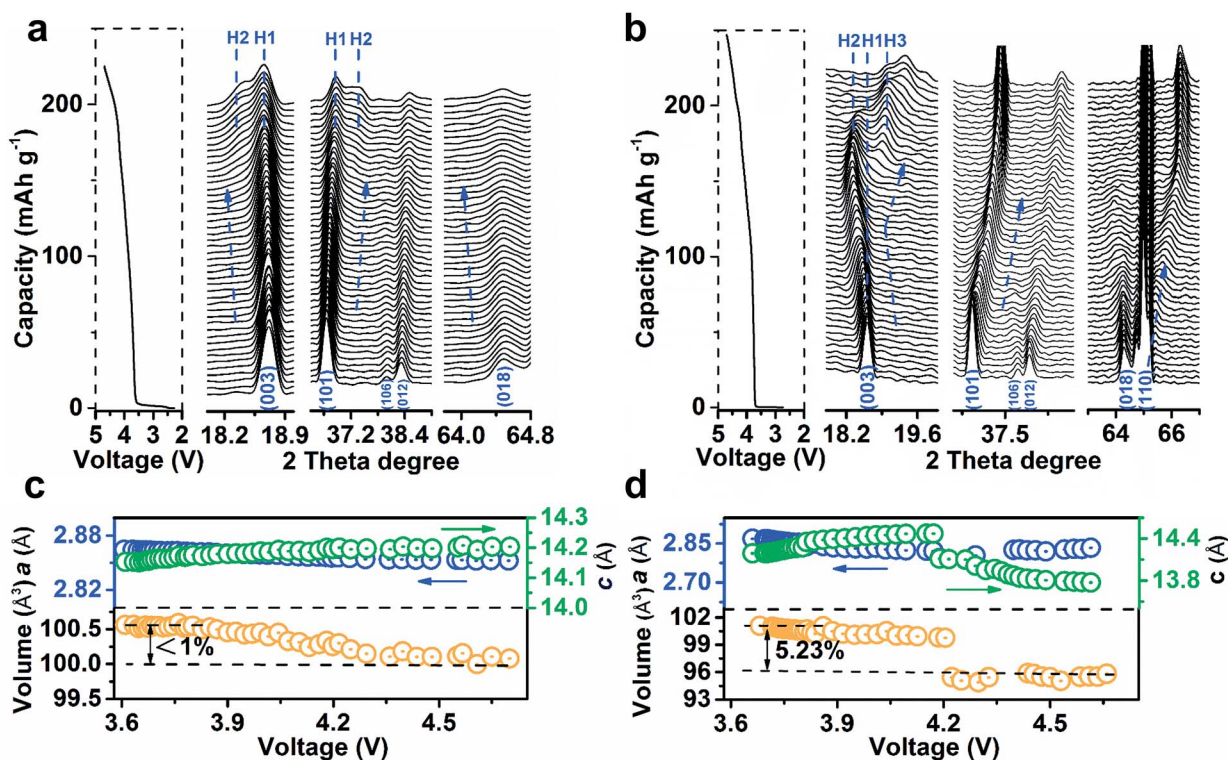 a
H2 H1 H1 H2
Capacity (mAh g⁻¹)
200
100
0
(003) (101) (106) (012) (018)
5 4 3 2 18.2 18.9 37.2 38.4 64.0 64.8
Voltage (V) 2 Theta degree
b
H2 H1 H3
Capacity (mAh g⁻¹)
200
100
0
(003) (101) (106) (012) (018) (110)
5 4 3 2 18.2 19.6 37.5 64 66
Voltage (V) 2 Theta degree
c
Volume (Å³) a (Å)
2.88
2.82
100.5
100.0
99.5
<1%
14.3
14.2
14.1
14.0
c (Å)
3.6 3.9 4.2 4.5
Voltage (V)
d
Volume (Å³) a (Å)
2.85
2.70
102
99
96
93
5.23%
14.4
13.8
c (Å)
3.6 3.9 4.2 4.5
Voltage (V)